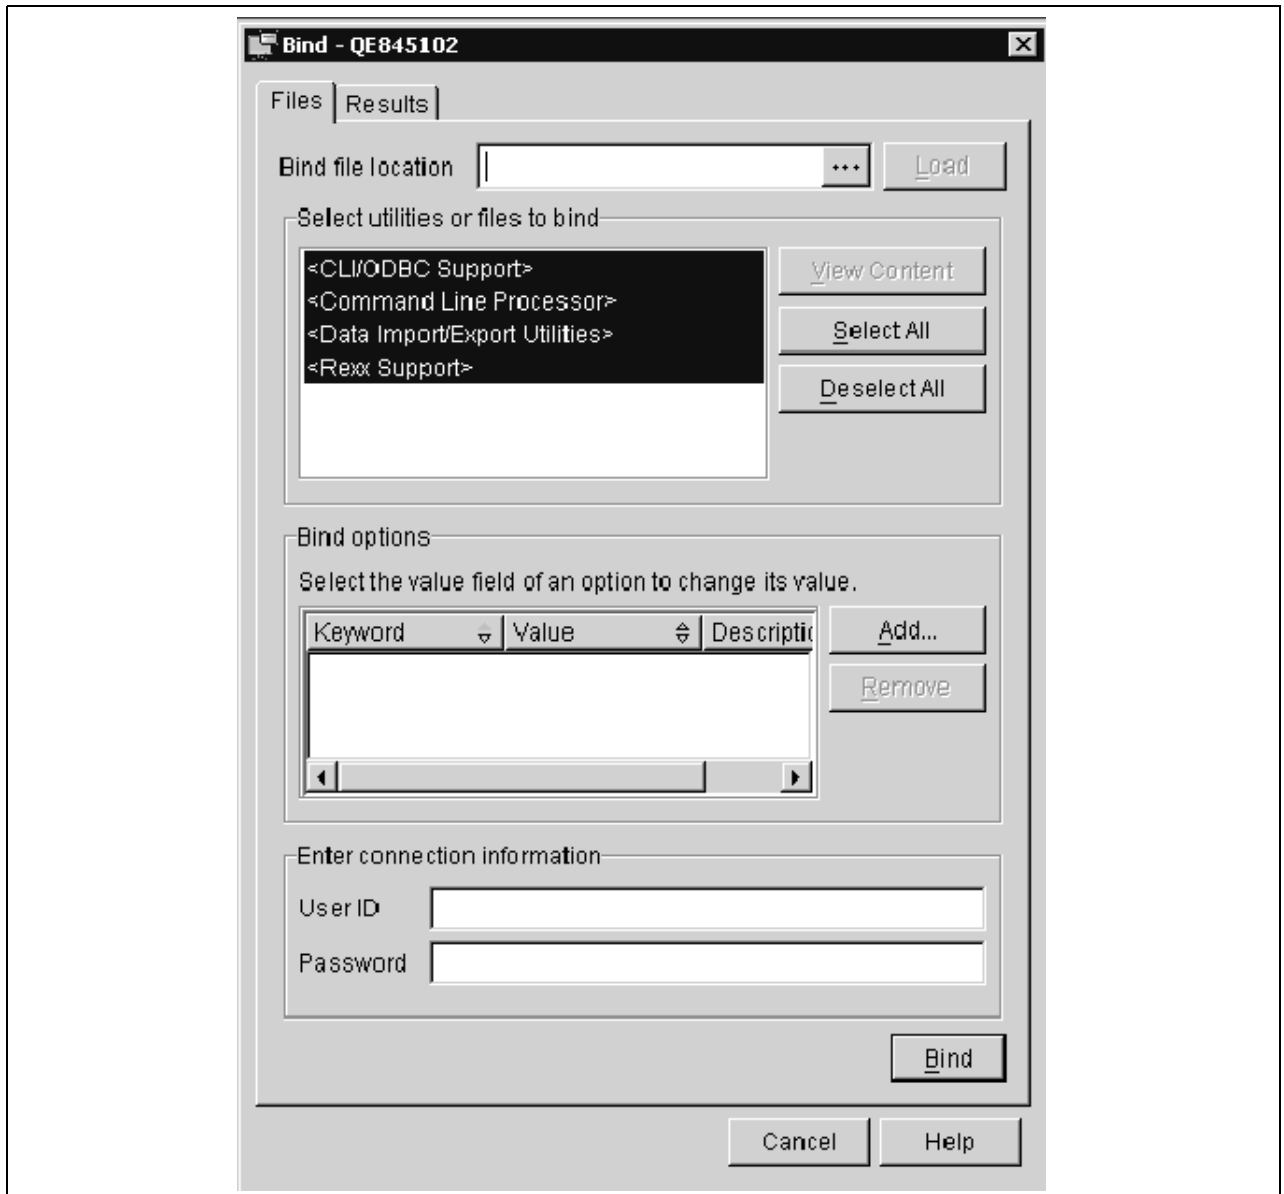 Bind - QE845102
Files
Results
Bind file location
...
Load
Select utilities or files to bind
<CLI/ODBC Support>
<Command Line Processor>
<Data Import/Export Utilities>
<Rexx Support>
View Content
Select All
Deselect All
Bind options
Select the value field of an option to change its value.
Keyword
Value
Descriptic
Add...
Remove
Enter connection information
User ID
Password
Bind
Cancel
Help